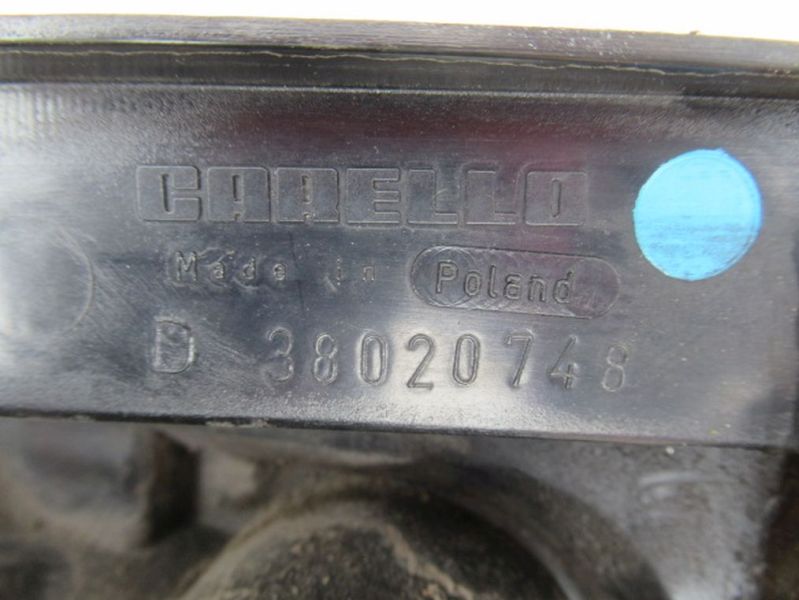 CARELLO
Made in Poland
D 38020748